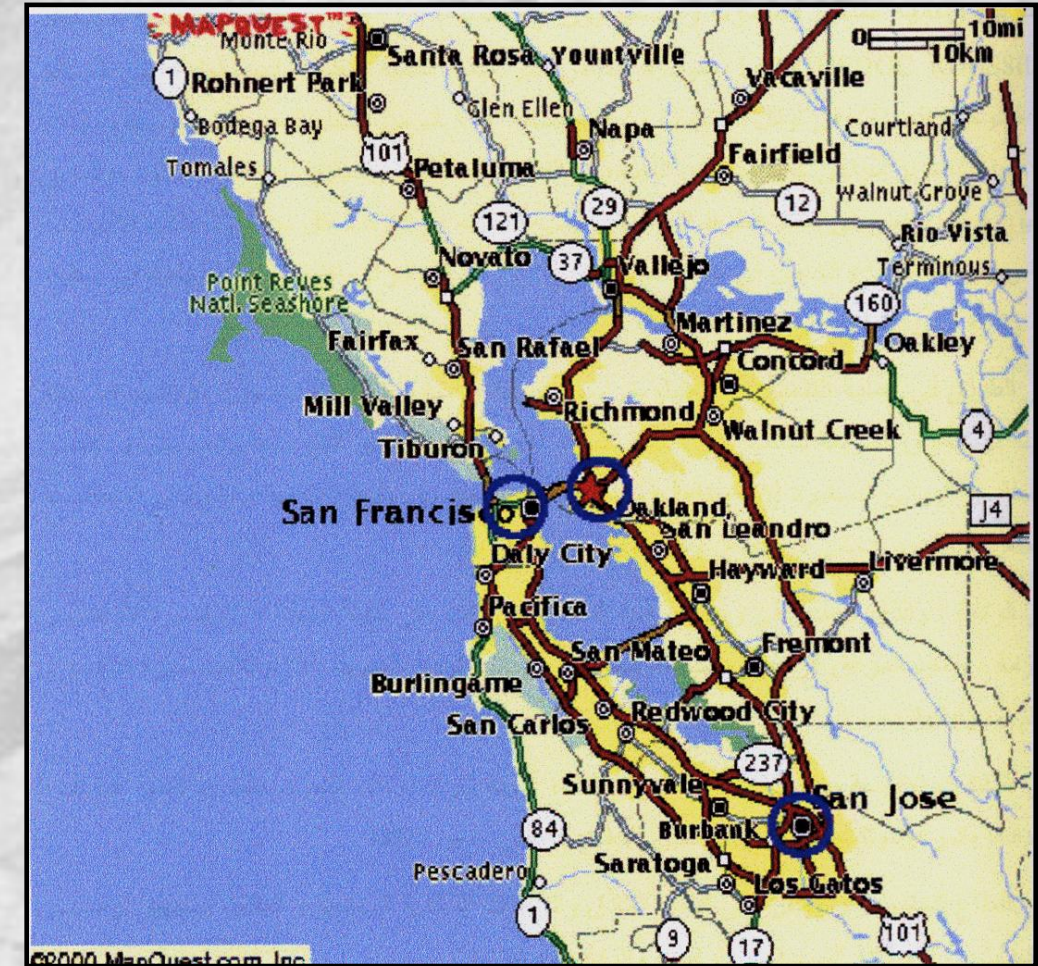 MAPQUEST™
0 10mi
10km
Monte Rio
Santa Rosa
Yountville
Vacaville
1
Rohnert Park
Glen Ellen
Napa
Courtland
Bodega Bay
101
Petaluma
Fairfield
Tomales
121
29
12
Walnut Grove
Rio Vista
Novato
37
Vallejo
Terminous
Point Reyes
Natl. Seashore
160
Martinez
Fairfax
San Rafael
Concord
Oakley
Mill Valley
Richmond
Walnut Creek
4
Tiburon
San Francisc
Oakland
J4
San Leandro
Daly City
Hayward
Livermore
Pacifica
San Mateo
Fremont
Burlingame
San Carlos
Redwood City
237
Sunnyvale
San Jose
84
Burbank
Pescadero
Saratoga
Los Gatos
1
9
17
101
©2000 MapQuest.com, Inc.